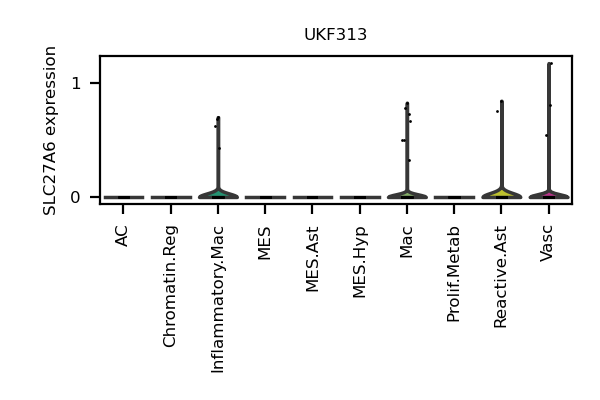 UKF313
SLC27A6 expression
1
0
AC
Chromatin.Reg
Inflammatory.Mac
MES
MES.Ast
MES.Hyp
Mac
Prolif.Metab
Reactive.Ast
Vasc